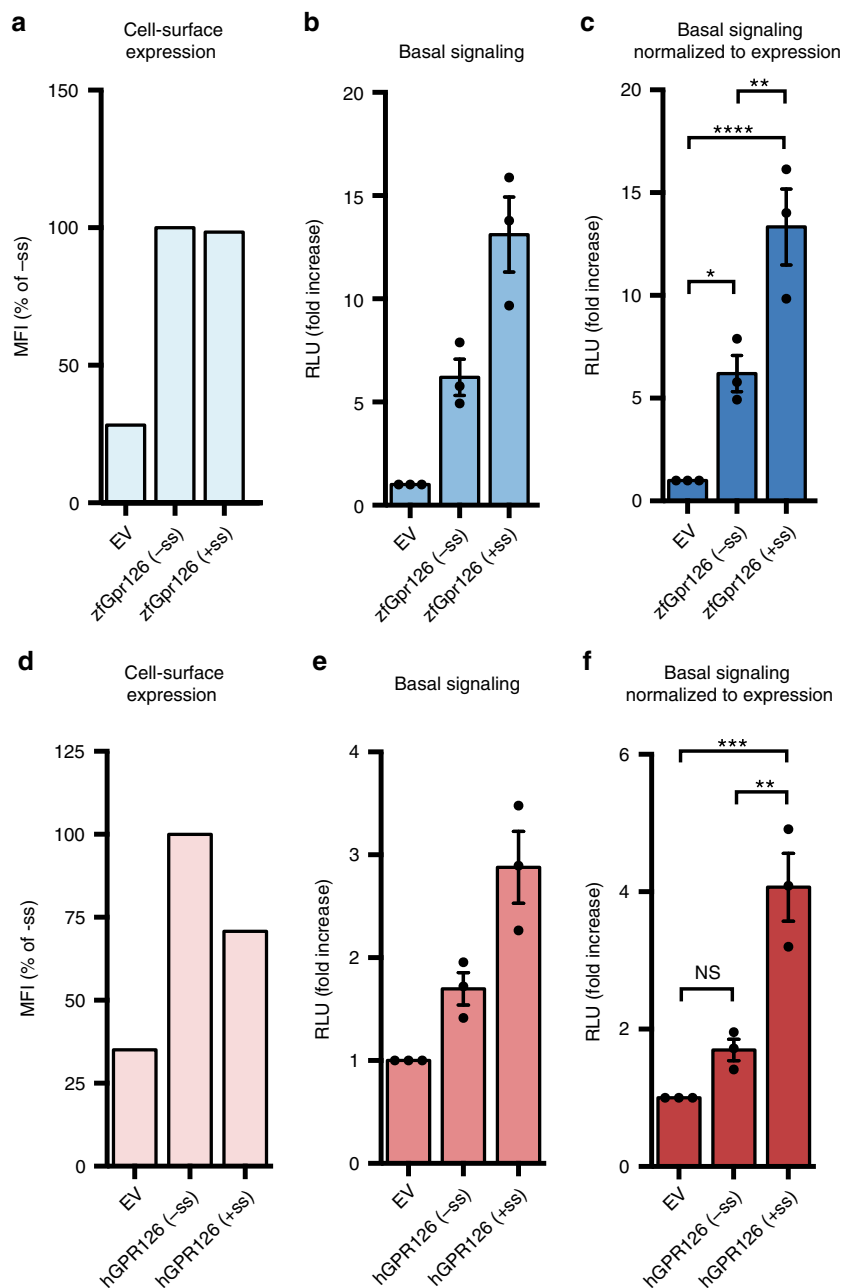 a
Cell-surface
expression
MFI (% of –ss)
150
100
50
0
EV
zfGpr126 (–ss)
zfGpr126 (+ss)
b
Basal signaling
RLU (fold increase)
20
15
10
5
0
EV
zfGpr126 (–ss)
zfGpr126 (+ss)
c
Basal signaling
normalized to expression
RLU (fold increase)
20
15
10
5
0
**
****
*
EV
zfGpr126 (–ss)
zfGpr126 (+ss)
d
Cell-surface
expression
MFI (% of -ss)
125
100
75
50
25
0
EV
hGPR126 (–ss)
hGPR126 (+ss)
e
Basal signaling
RLU (fold increase)
4
3
2
1
0
EV
hGPR126 (–ss)
hGPR126 (+ss)
f
Basal signaling
normalized to expression
RLU (fold increase)
6
4
2
0
***
**
NS
EV
hGPR126 (–ss)
hGPR126 (+ss)